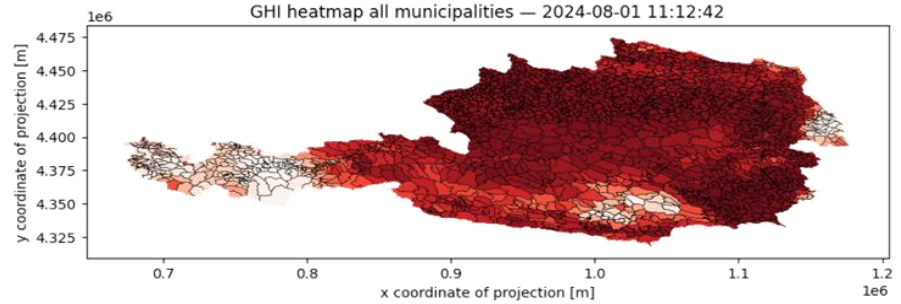 GHI heatmap all municipalities — 2024-08-01 11:12:42
1e6
y coordinate of projection [m]
4.475
4.450
4.425
4.400
4.375
4.350
4.325
0.7 0.8 0.9 1.0 1.1 1.2
x coordinate of projection [m]
1e6